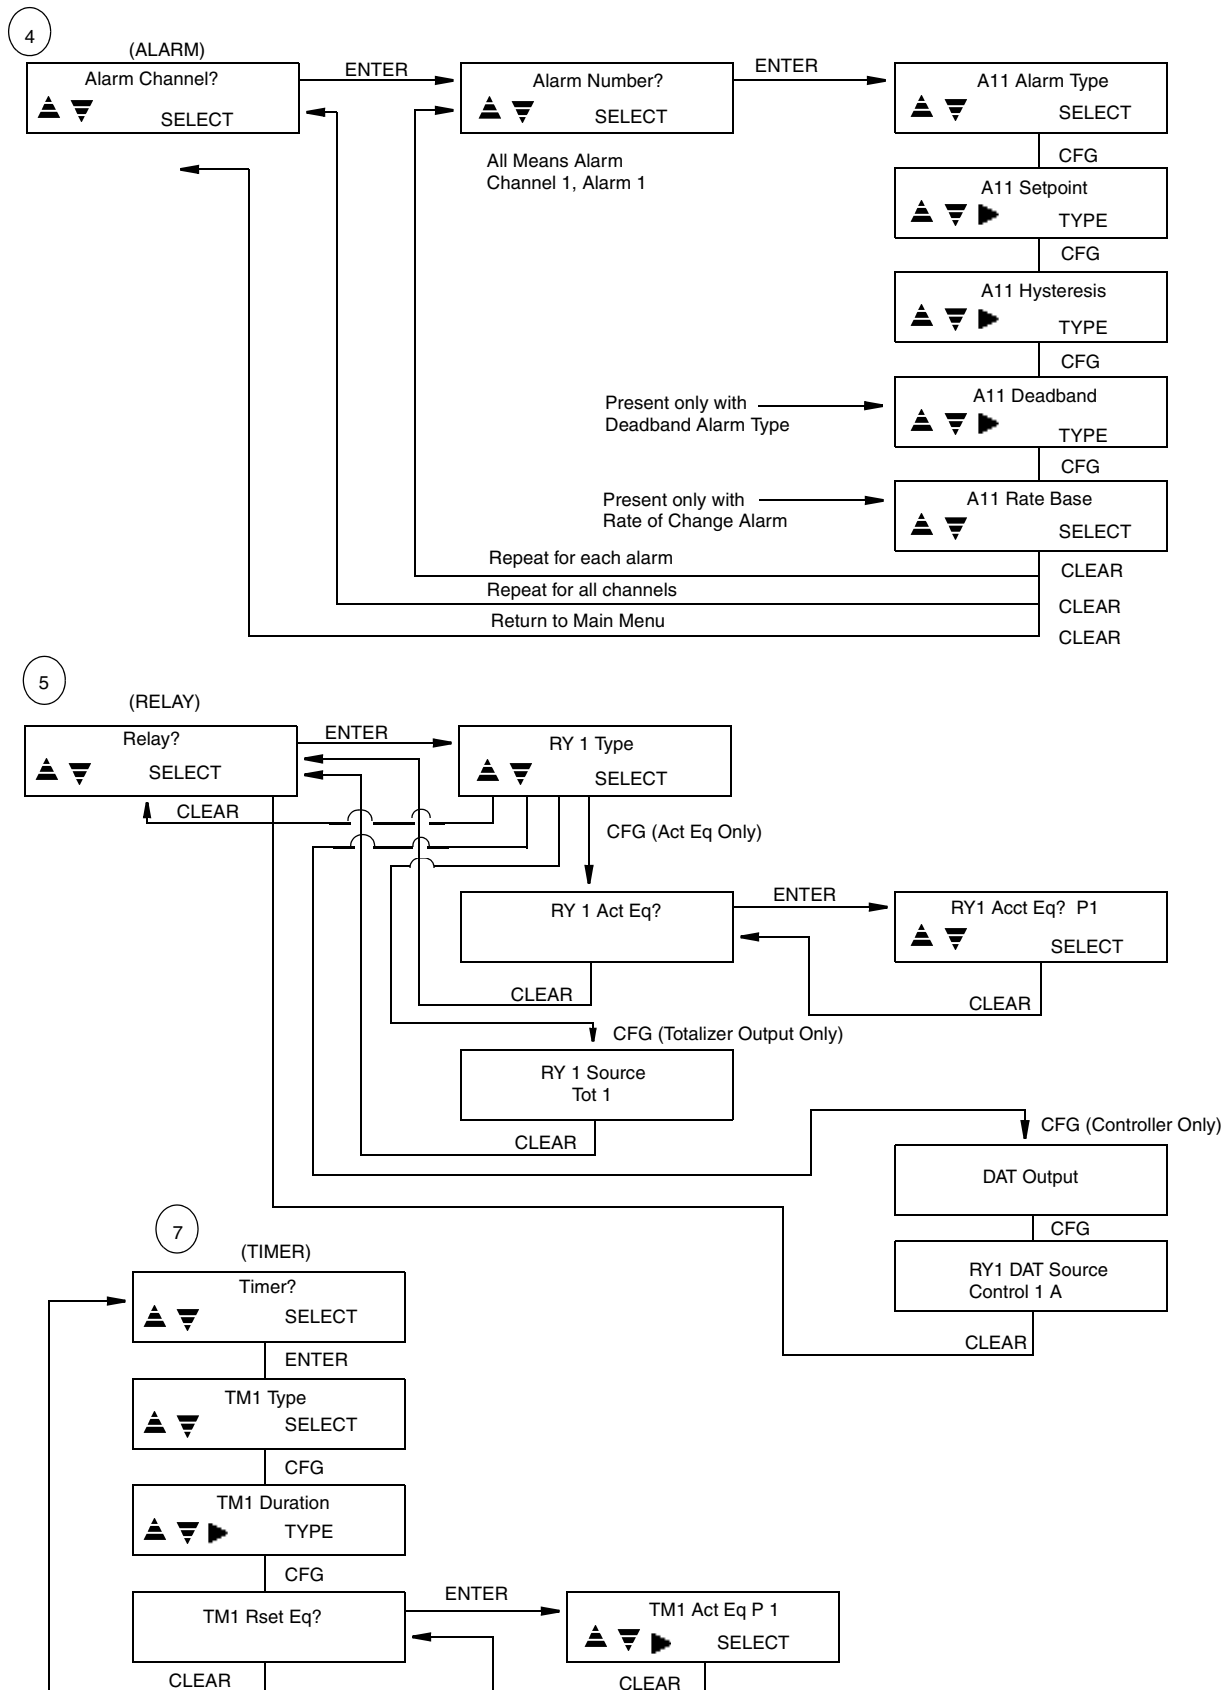 4
(ALARM)
Alarm Channel?
SELECT
ENTER
Alarm Number?
SELECT
ENTER
A11 Alarm Type
SELECT
All Means Alarm
Channel 1, Alarm 1
CFG
A11 Setpoint
TYPE
CFG
A11 Hysteresis
TYPE
CFG
Present only with
Deadband Alarm Type
A11 Deadband
TYPE
CFG
Present only with
Rate of Change Alarm
A11 Rate Base
SELECT
Repeat for each alarm
CLEAR
Repeat for all channels
CLEAR
Return to Main Menu
CLEAR
5
(RELAY)
Relay?
SELECT
ENTER
RY 1 Type
SELECT
CLEAR
CFG (Act Eq Only)
RY 1 Act Eq?
ENTER
RY1 Acct Eq? P1
SELECT
CLEAR
CLEAR
CFG (Totalizer Output Only)
RY 1 Source
Tot 1
CLEAR
CFG (Controller Only)
DAT Output
CFG
RY1 DAT Source
Control 1 A
CLEAR
7
(TIMER)
Timer?
SELECT
ENTER
TM1 Type
SELECT
CFG
TM1 Duration
TYPE
CFG
TM1 Rset Eq?
ENTER
TM1 Act Eq P 1
SELECT
CLEAR
CLEAR